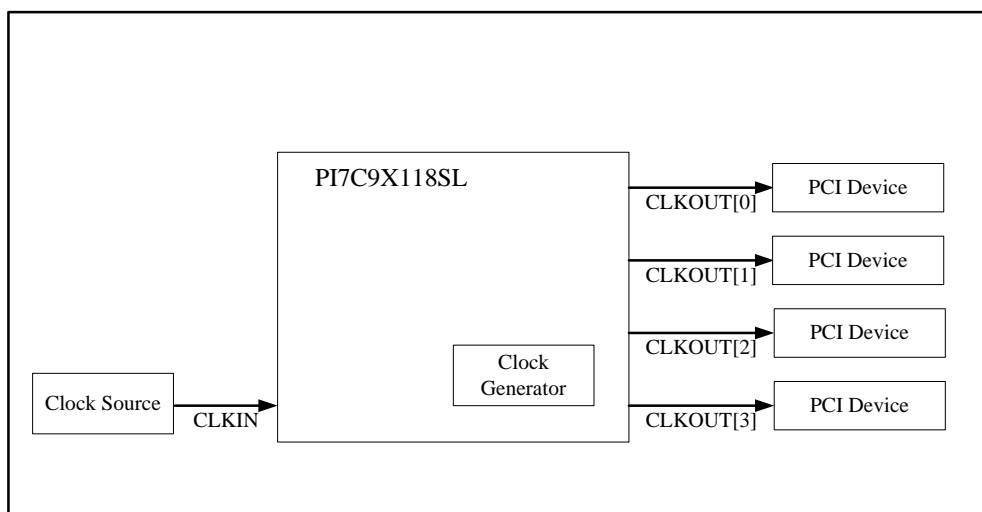 PI7C9X118SL
CLKOUT[0]
PCI Device
CLKOUT[1]
PCI Device
CLKOUT[2]
PCI Device
Clock
Generator
Clock Source
CLKIN
CLKOUT[3]
PCI Device